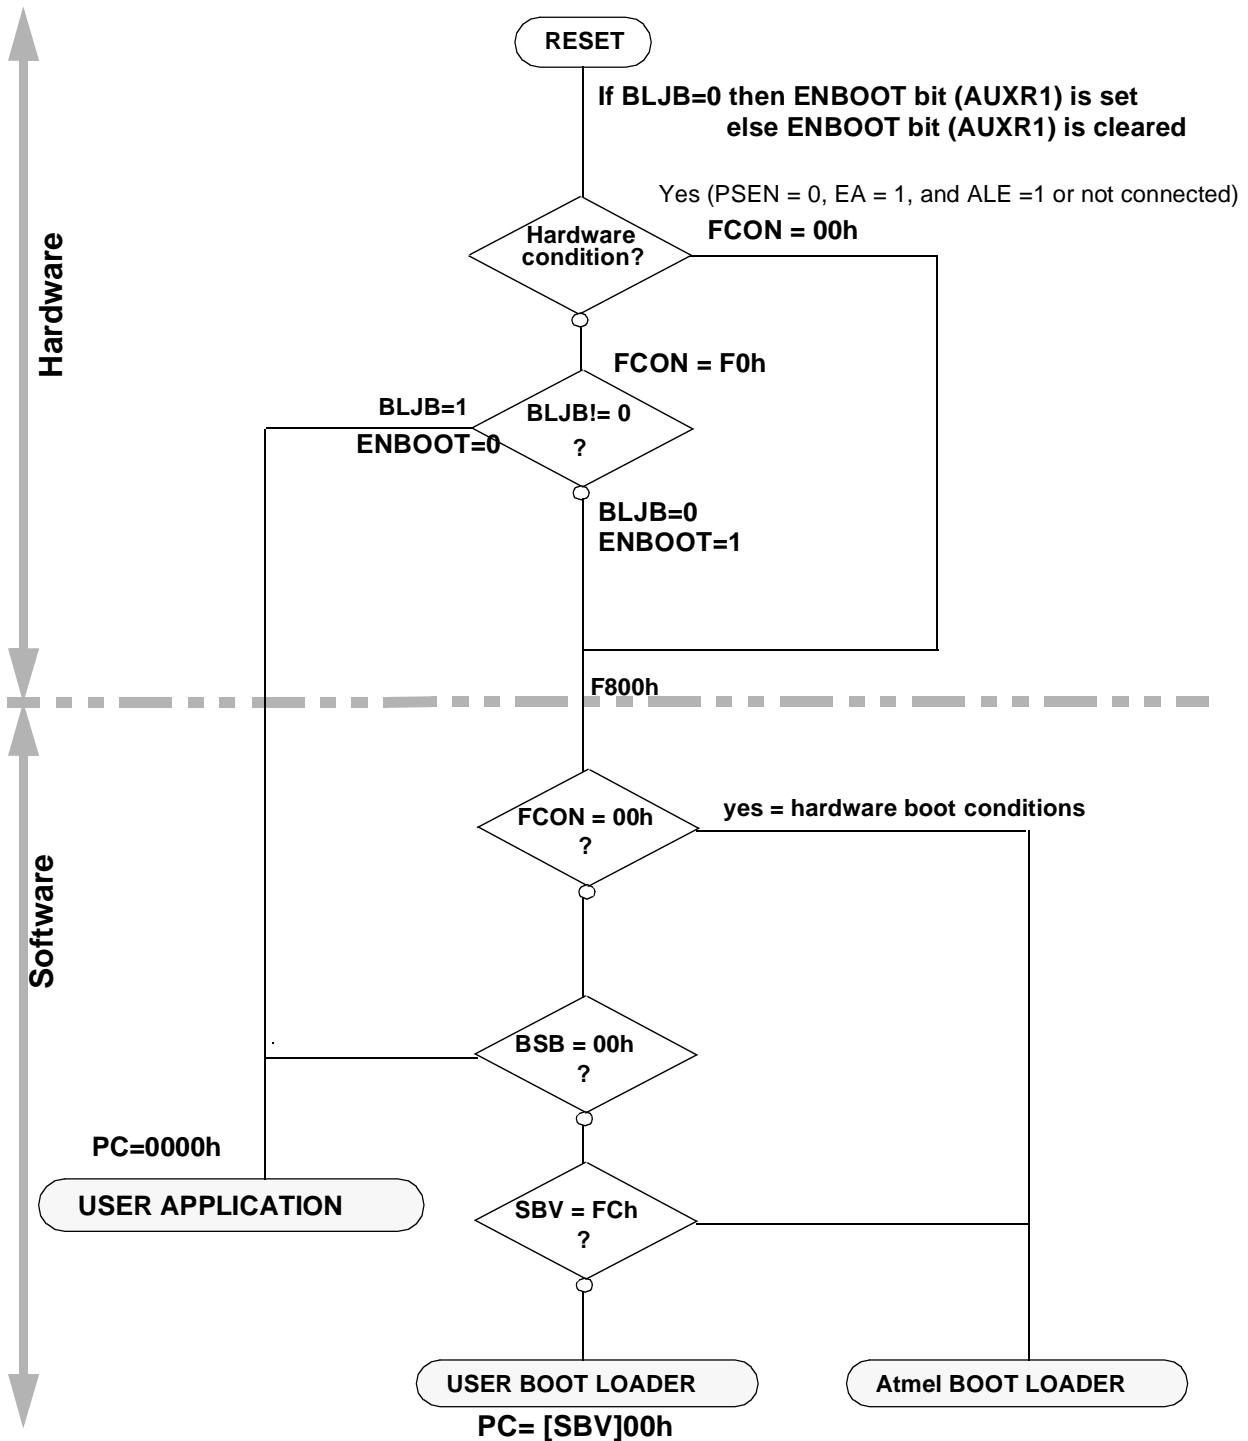 RESET
If BLJB=0 then ENBOOT bit (AUXR1) is set
else ENBOOT bit (AUXR1) is cleared
Yes (PSEN = 0, EA = 1, and ALE =1 or not connected)
FCON = 00h
Hardware
condition?
Hardware
FCON = F0h
BLJB=1
ENBOOT=0
BLJB!= 0
?
BLJB=0
ENBOOT=1
F800h
FCON = 00h
?
yes = hardware boot conditions
Software
BSB = 00h
?
PC=0000h
USER APPLICATION
SBV = FCh
?
USER BOOT LOADER
PC= [SBV]00h
Atmel BOOT LOADER